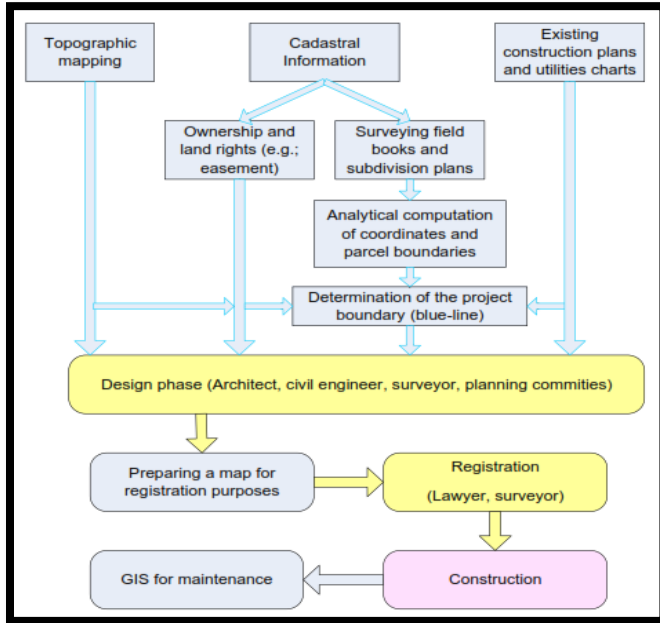 Topographic
mapping
Cadastral
Information
Existing
construction plans
and utilities charts
Ownership and
land rights (e.g.;
easement)
Surveying field
books and
subdivision plans
Analytical computation
of coordinates and
parcel boundaries
Determination of the project
boundary (blue-line)
Design phase (Architect, civil engineer, surveyor, planning commities)
Preparing a map for
registration purposes
Registration
(Lawyer, surveyor)
GIS for maintenance
Construction